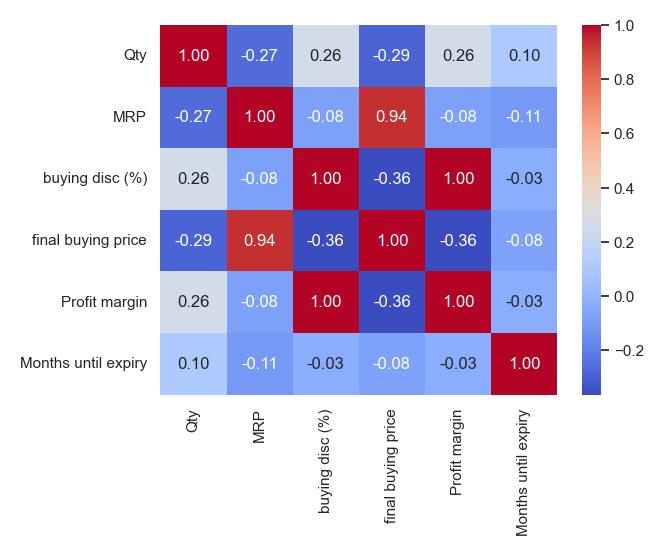 Qty 1.00 -0.27 0.26 -0.29 0.26 0.10
MRP -0.27 1.00 -0.08 0.94 -0.08 -0.11
buying disc (%) 0.26 -0.08 1.00 -0.36 1.00 -0.03
final buying price -0.29 0.94 -0.36 1.00 -0.36 -0.08
Profit margin 0.26 -0.08 1.00 -0.36 1.00 -0.03
Months until expiry 0.10 -0.11 -0.03 -0.08 -0.03 1.00
Qty
MRP
buying disc (%)
final buying price
Profit margin
Months until expiry
1.0
0.8
0.6
0.4
0.2
0.0
−0.2